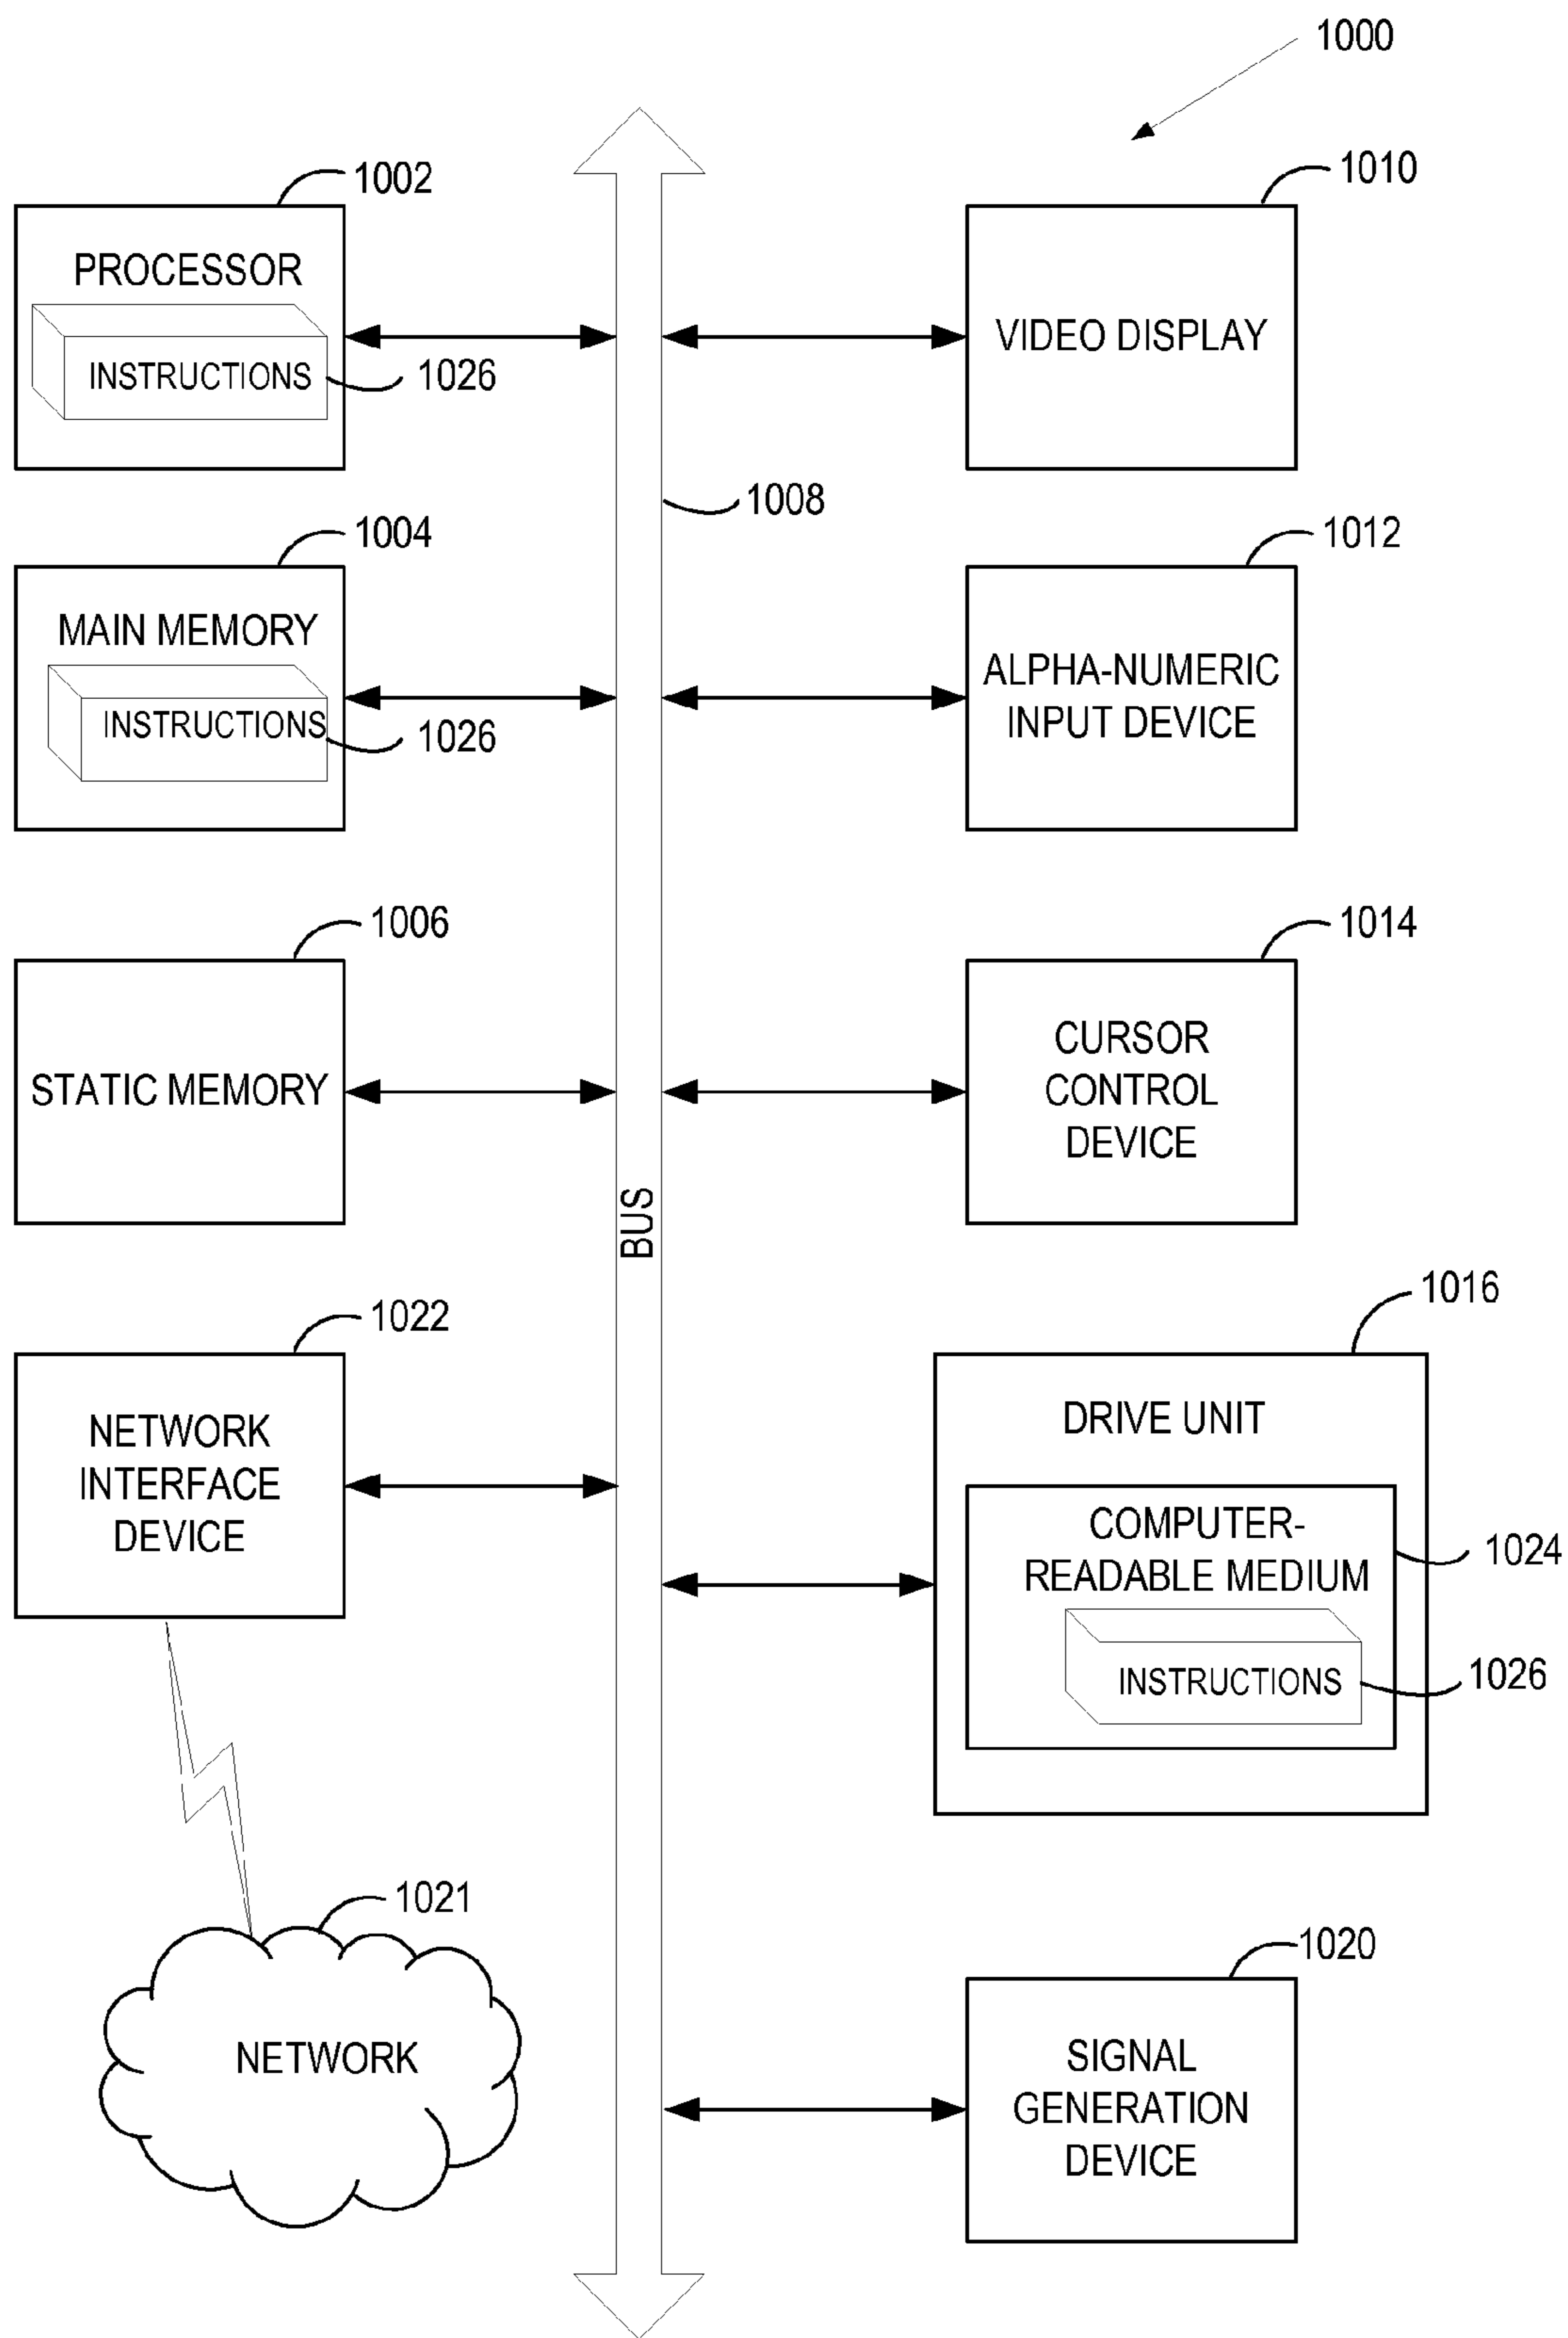 1000
1002
PROCESSOR
INSTRUCTIONS
1026
1010
VIDEO DISPLAY
1008
1004
MAIN MEMORY
INSTRUCTIONS
1026
1012
ALPHA-NUMERIC
INPUT DEVICE
1006
STATIC MEMORY
1014
CURSOR
CONTROL
DEVICE
BUS
1022
NETWORK
INTERFACE
DEVICE
1016
DRIVE UNIT
COMPUTER-
READABLE MEDIUM
1024
INSTRUCTIONS
1026
1021
NETWORK
1020
SIGNAL
GENERATION
DEVICE